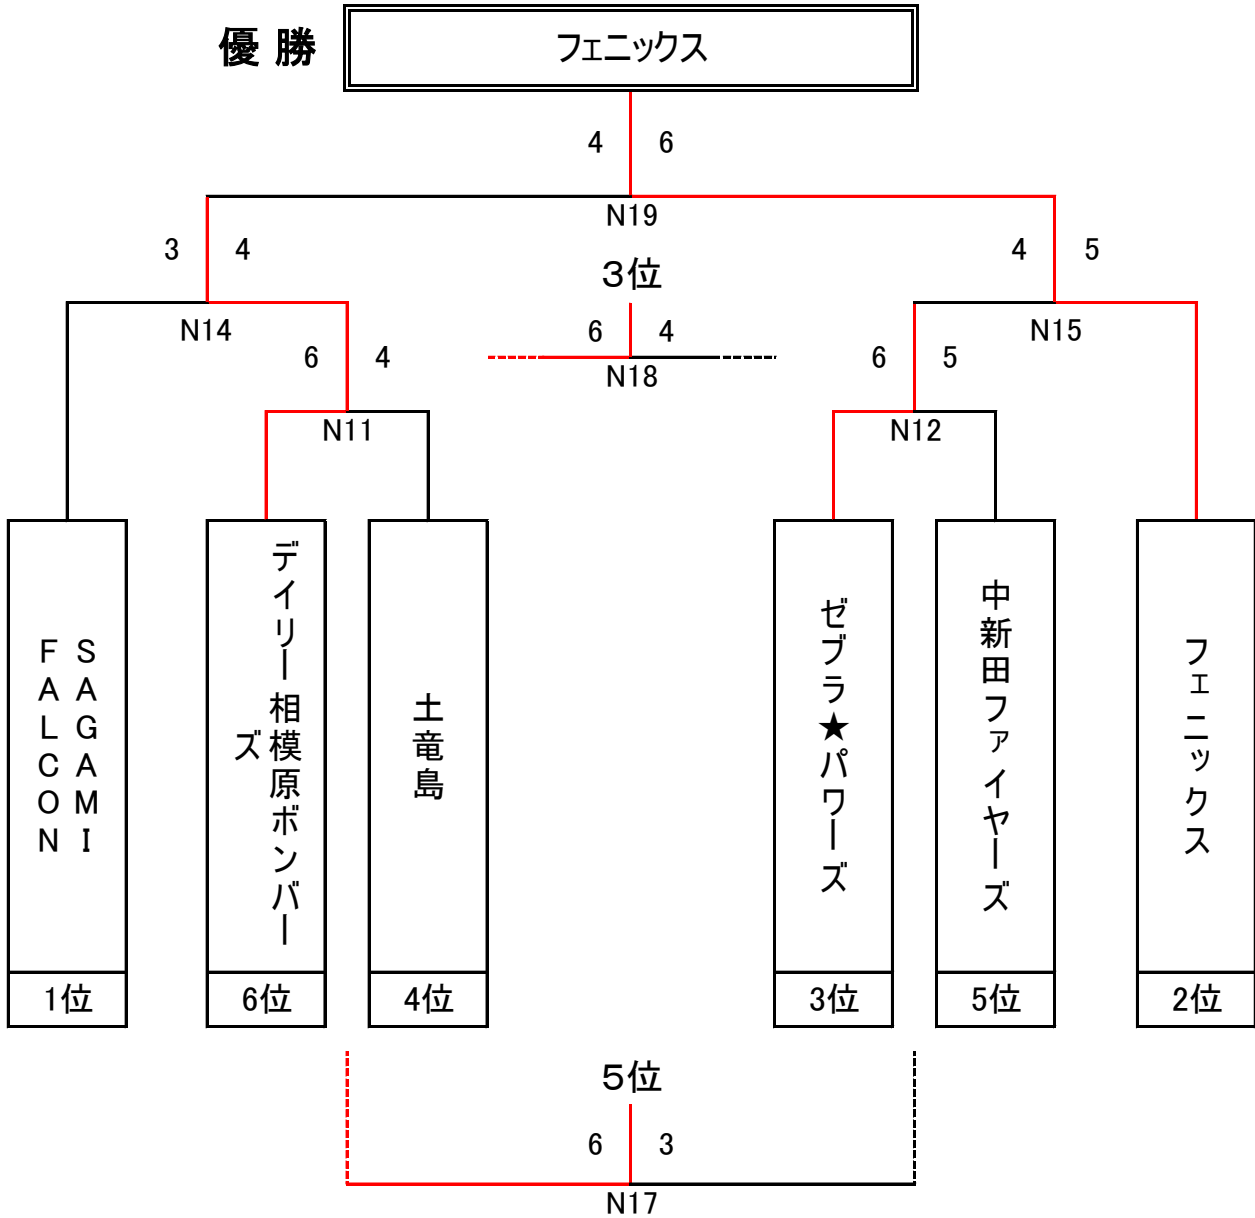 優勝
フェニックス
4 6
N19
3 4
4 5
3位
N14
N15
6 4
6 4
6 5
N18
N11
N12
SAGAMI
FALCON
デイリー相模原ボンバー
ズ
土竜島
ゼブラ★パワーズ
中新田ファイヤーズ
フェニックス
1位
6位
4位
3位
5位
2位
5位
6 3
N17